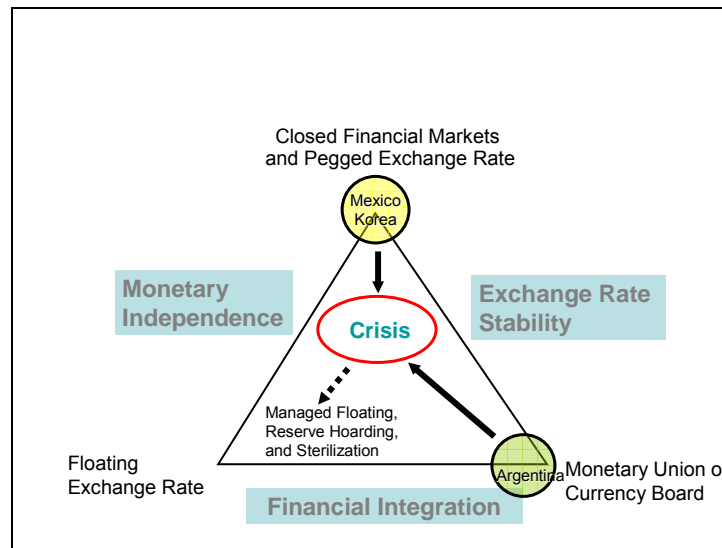 Closed Financial Markets
and Pegged Exchange Rate
Mexico
Korea
Monetary
Independence
Exchange Rate
Stability
Crisis
Managed Floating,
Reserve Hoarding,
and Sterilization
Floating
Exchange Rate
Argentina
Monetary Union o
Currency Board
Financial Integration